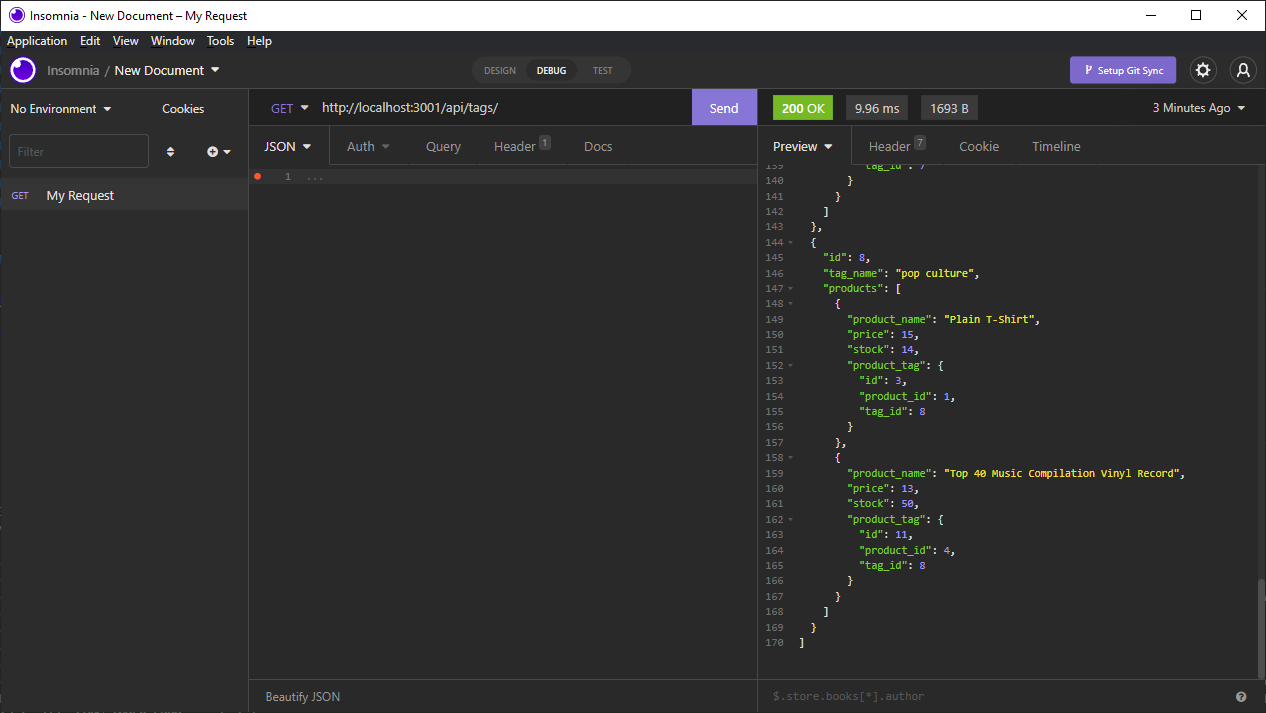 Insomnia - New Document – My Request
Application Edit View Window Tools Help
Insomnia / New Document
DESIGN DEBUG TEST
Setup Git Sync
No Environment
Cookies
Filter
GET My Request
GET http://localhost:3001/api/tags/
Send
JSON Auth Query Header 1 Docs
1 ...
Beautify JSON
200 OK 9.96 ms 1693 B 3 Minutes Ago
Preview Header 7 Cookie Timeline
139 "tag_id": 7
140 }
141 }
142 ]
143 },
144 {
145 "id": 8,
146 "tag_name": "pop culture",
147 "products": [
148 {
149 "product_name": "Plain T-Shirt",
150 "price": 15,
151 "stock": 14,
152 "product_tag": {
153 "id": 3,
154 "product_id": 1,
155 "tag_id": 8
156 }
157 },
158 {
159 "product_name": "Top 40 Music Compilation Vinyl Record",
160 "price": 13,
161 "stock": 50,
162 "product_tag": {
163 "id": 11,
164 "product_id": 4,
165 "tag_id": 8
166 }
167 }
168 ]
169 }
170 ]
$.store.books[*].author